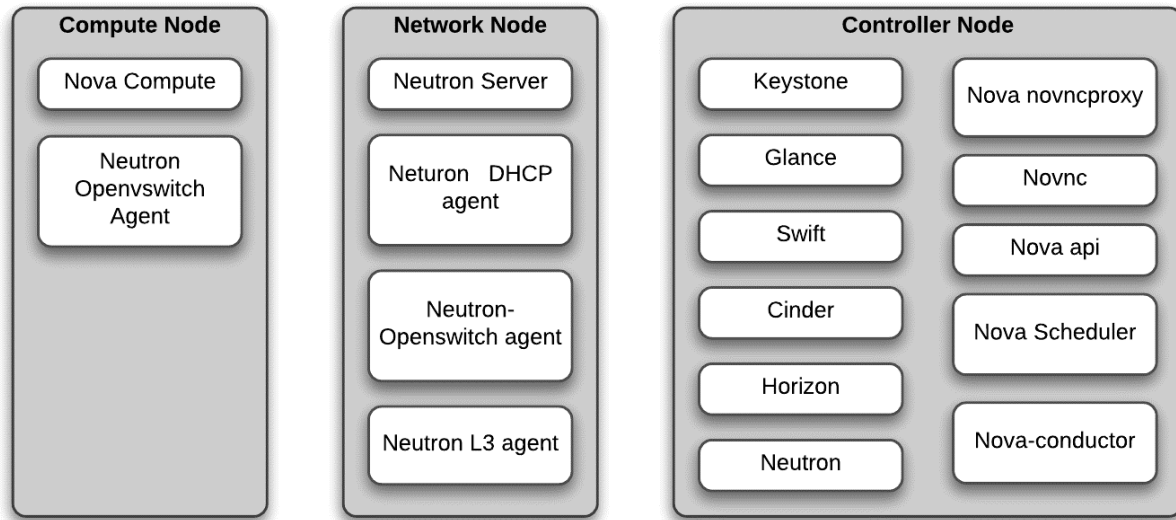 Compute Node
Nova Compute
Neutron
Openvswitch
Agent
Network Node
Neutron Server
Neturon DHCP
agent
Neutron-
Openswitch agent
Neutron L3 agent
Controller Node
Keystone
Glance
Swift
Cinder
Horizon
Neutron
Nova novncproxy
Novnc
Nova api
Nova Scheduler
Nova-conductor